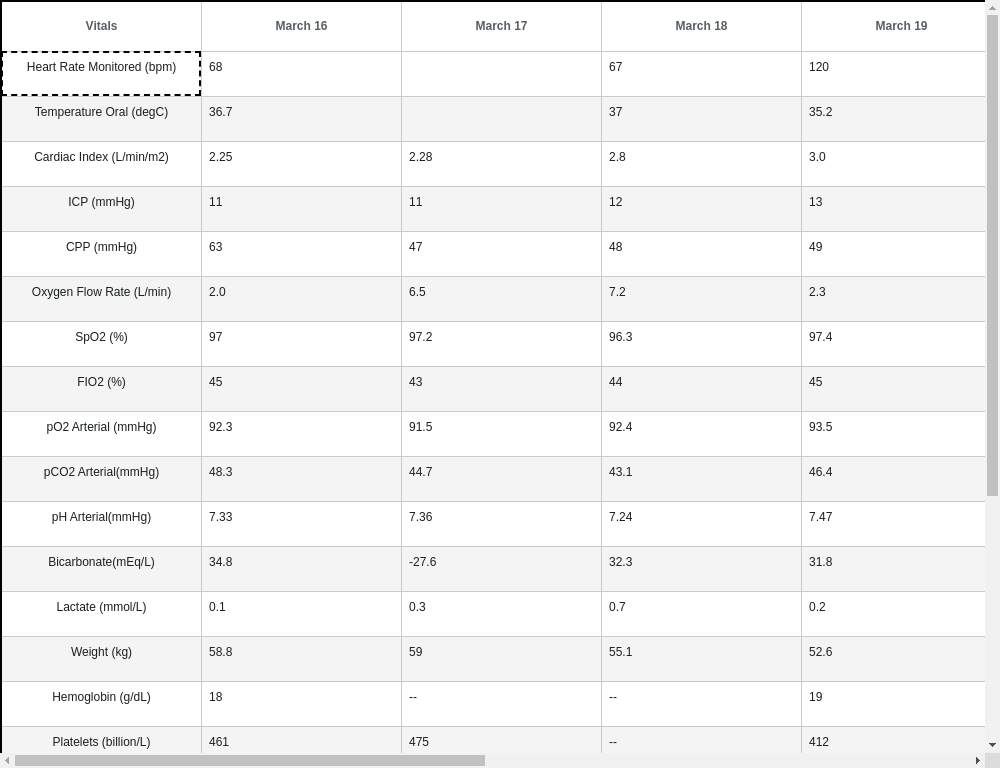 Vitals March 16 March 17 March 18 March 19
Heart Rate Monitored (bpm) 68 67 120
Temperature Oral (degC) 36.7 37 35.2
Cardiac Index (L/min/m2) 2.25 2.28 2.8 3.0
ICP (mmHg) 11 11 12 13
CPP (mmHg) 63 47 48 49
Oxygen Flow Rate (L/min) 2.0 6.5 7.2 2.3
SpO2 (%) 97 97.2 96.3 97.4
FIO2 (%) 45 43 44 45
pO2 Arterial (mmHg) 92.3 91.5 92.4 93.5
pCO2 Arterial(mmHg) 48.3 44.7 43.1 46.4
pH Arterial(mmHg) 7.33 7.36 7.24 7.47
Bicarbonate(mEq/L) 34.8 -27.6 32.3 31.8
Lactate (mmol/L) 0.1 0.3 0.7 0.2
Weight (kg) 58.8 59 55.1 52.6
Hemoglobin (g/dL) 18 -- -- 19
Platelets (billion/L) 461 475 -- 412